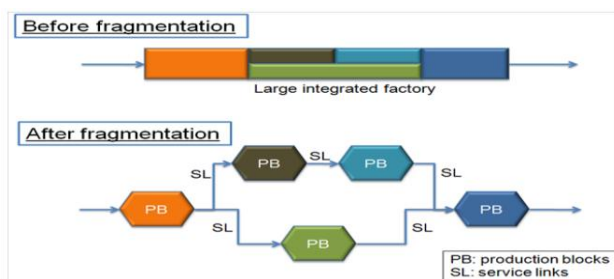 Before fragmentation
Large integrated factory
After fragmentation
PB
SL
PB
SL
PB
SL
PB
SL
PB
SL
PB: production blocks
SL: service links